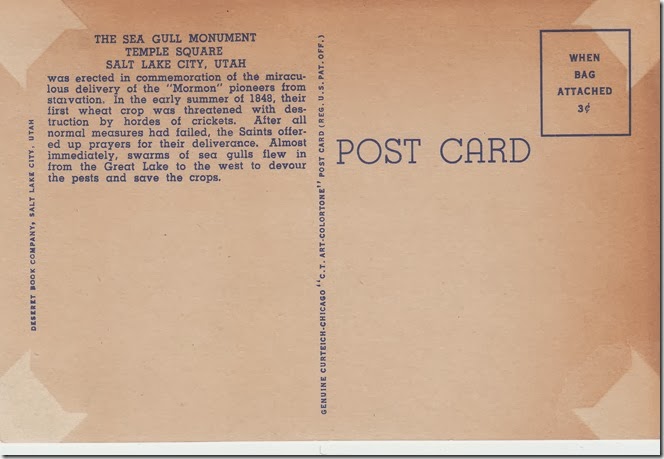 THE SEA GULL MONUMENT
TEMPLE SQUARE
SALT LAKE CITY, UTAH
was erected in commemoration of the miracu-
lous delivery of the "Mormon" pioneers from
starvation. In the early summer of 1848, their
first wheat crop was threatened with des-
truction by hordes of crickets. After all
normal measures had failed, the Saints offer-
ed up prayers for their deliverance. Almost
immediately, swarms of sea gulls flew in
from the Great Lake to the west to devour
the pests and save the crops.
DESERET BOOK COMPANY, SALT LAKE CITY, UTAH
GENUINE CURTEICH-CHICAGO "C.T. ART-COLORTONE" POST CARD (REG. U.S. PAT. OFF.)
POST CARD
WHEN
BAG
ATTACHED
3¢